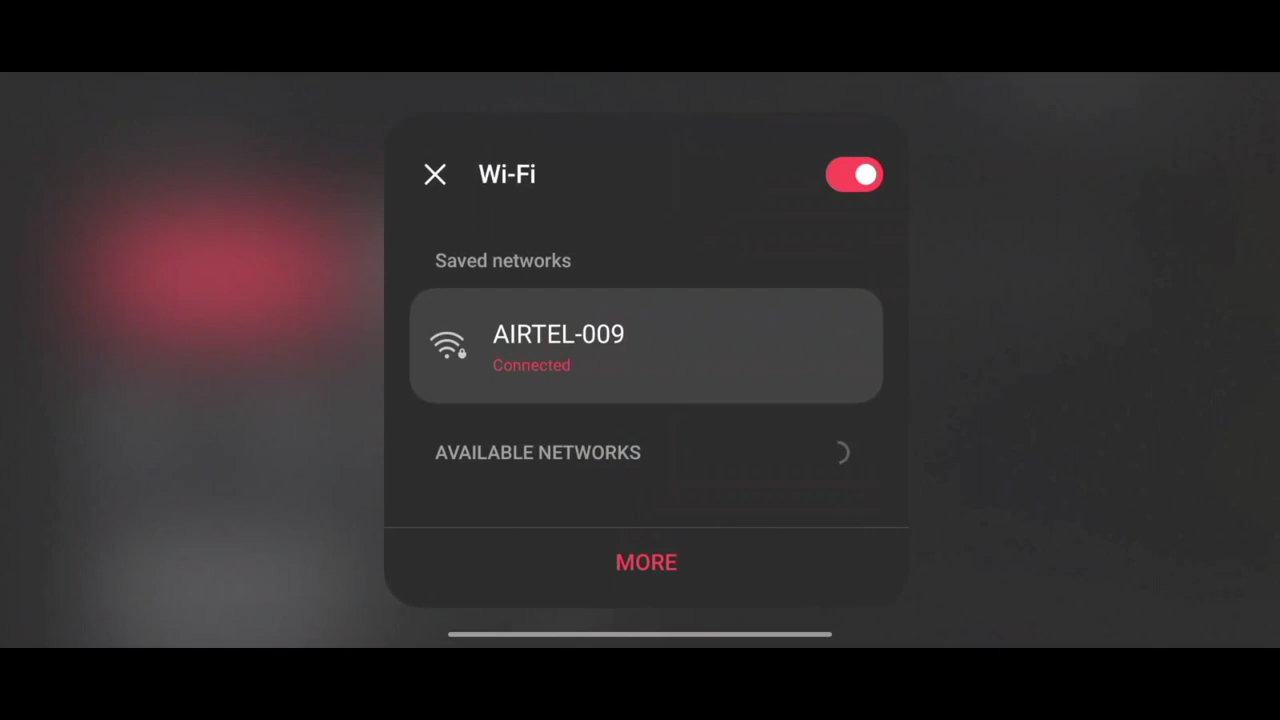 Wi-Fi
Saved networks
AIRTEL-009
Connected
AVAILABLE NETWORKS
MORE